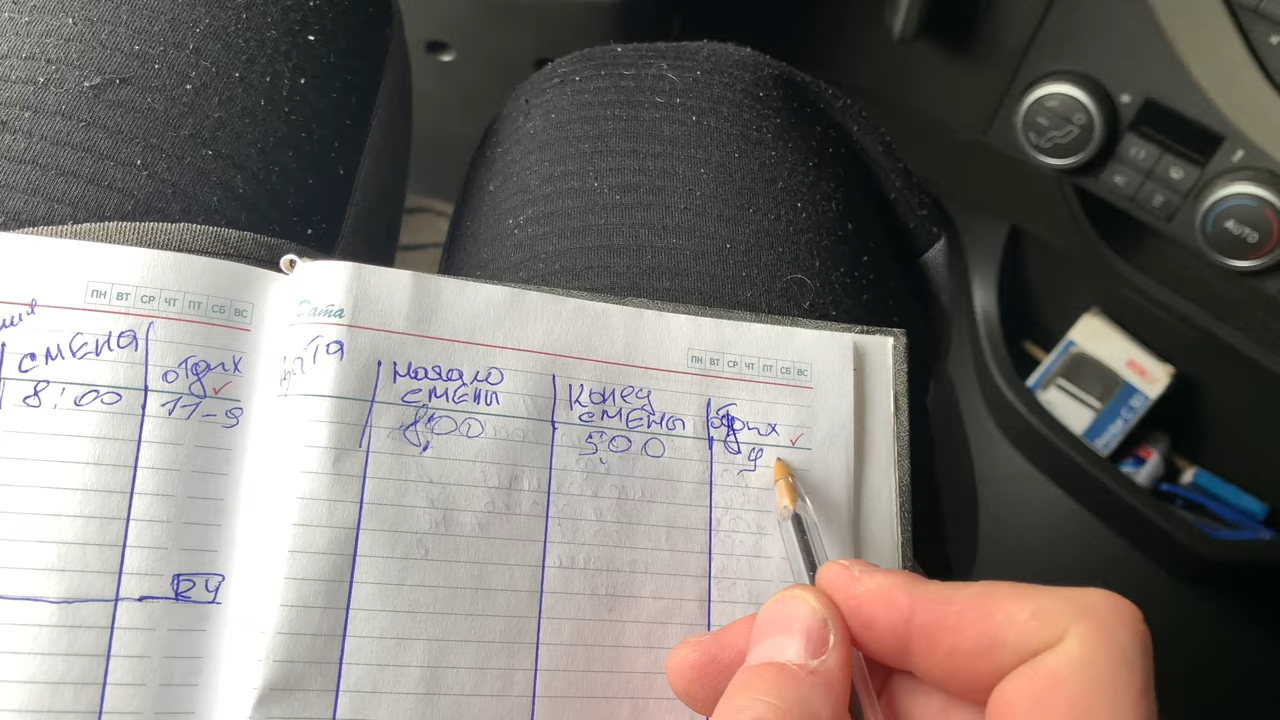 ПН ВТ СР ЧТ ПТ СБ ВС
смена
отдых
8:00
11-9
24
Дата
ПН ВТ СР ЧТ ПТ СБ ВС
дата
начало
смены
конец
смены
отдых
8:00
5:00
9
AUTO